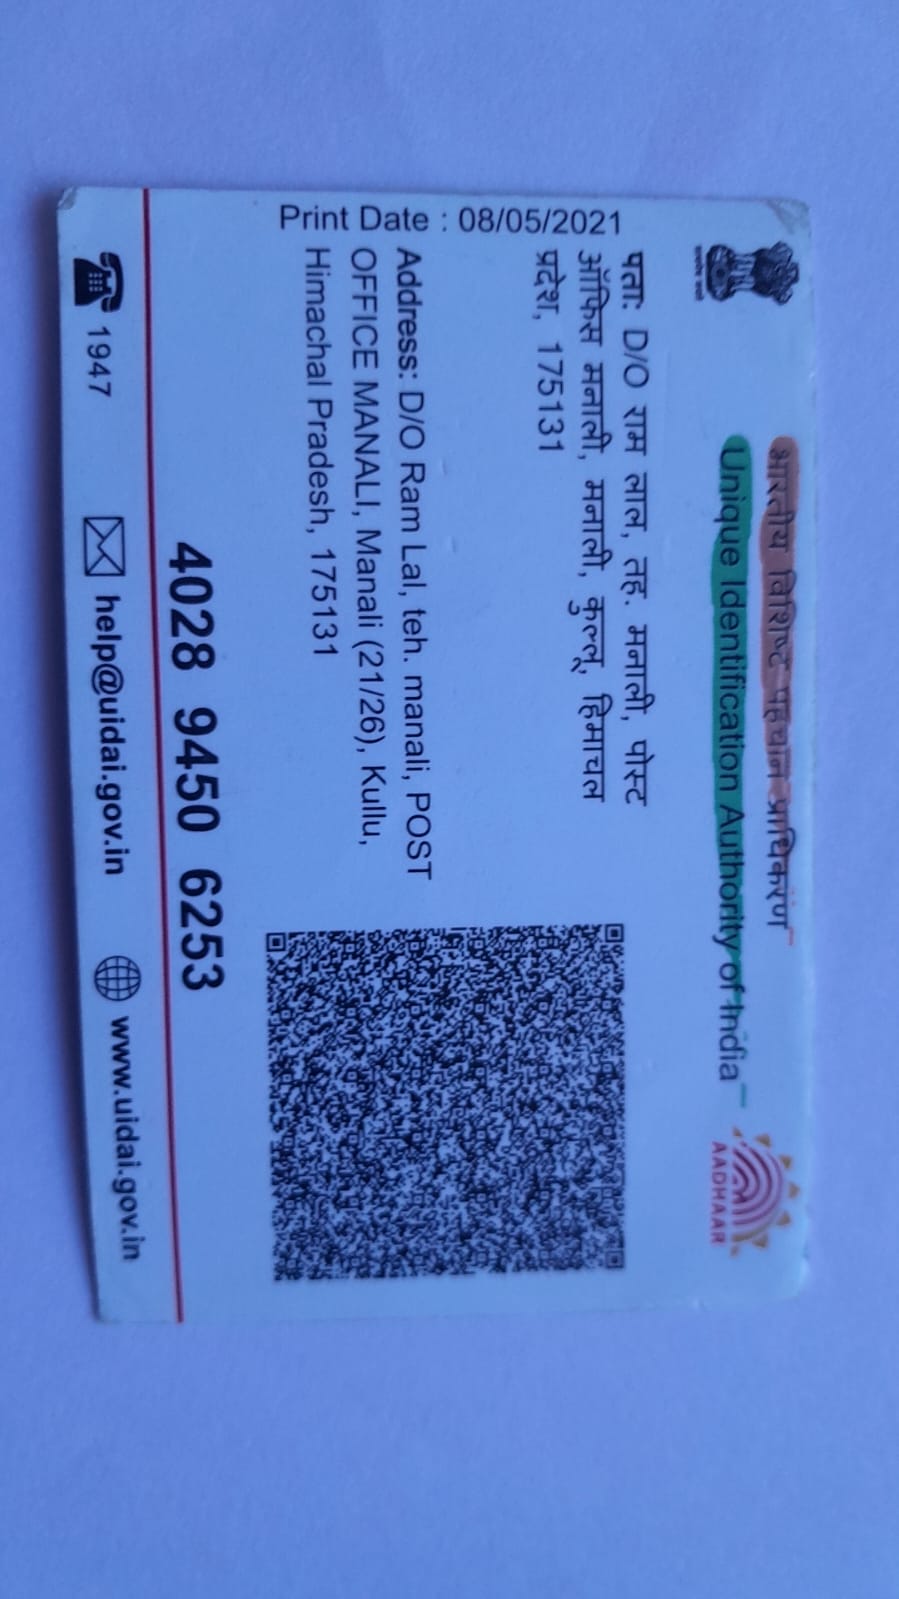 भारतीय विशिष्ट पहचान प्राधिकरण
Unique Identification Authority of India
AADHAAR
पता: D/O राम लाल, तह. मनाली, पोस्ट
ऑफिस मनाली, मनाली, कुल्लू, हिमाचल
प्रदेश, 175131
Address: D/O Ram Lal, teh. manali, POST
OFFICE MANALI, Manali (21/26), Kullu,
Himachal Pradesh, 175131
Print Date : 08/05/2021
4028 9450 6253
1947
help@uidai.gov.in
www.uidai.gov.in